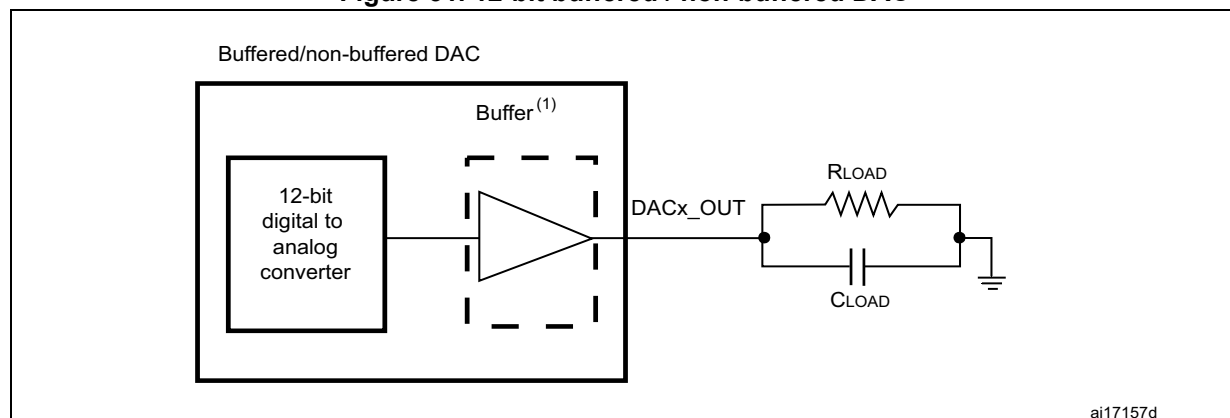 Buffered/non-buffered DAC
Buffer(1)
12-bit
digital to
analog
converter
DACx_OUT
RLOAD
CLOAD
ai17157d